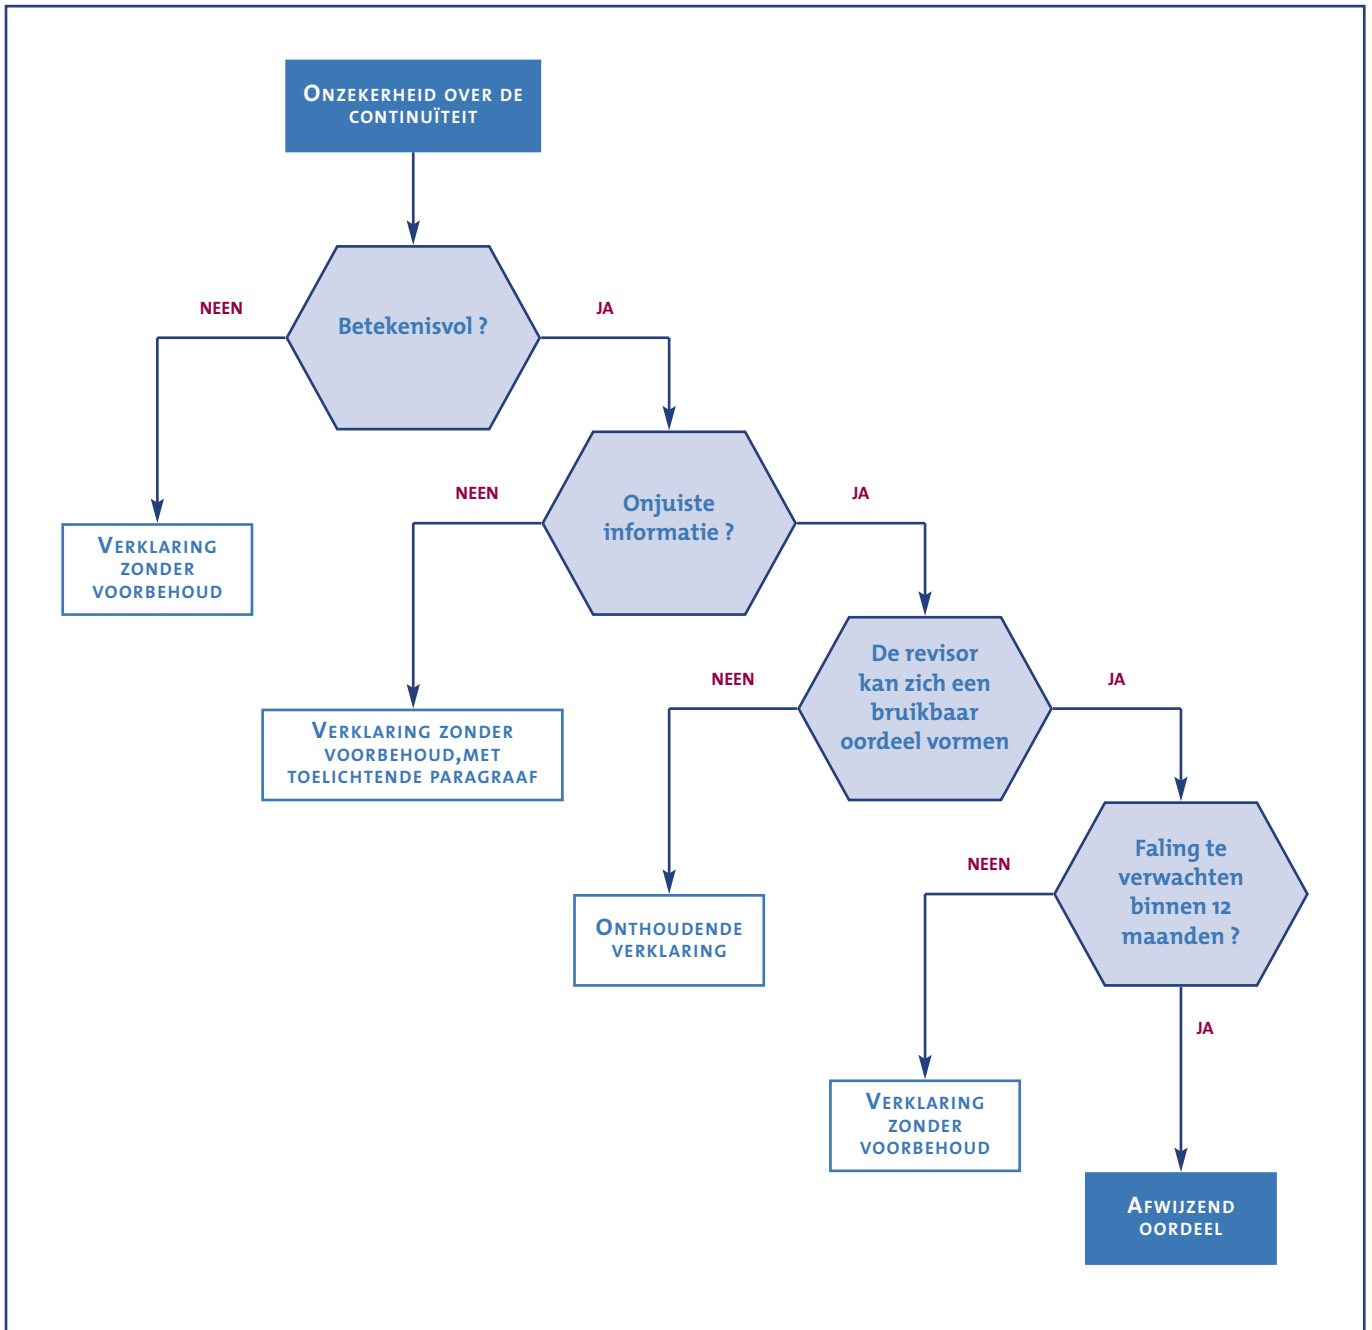 ONZEKERHEID OVER DE
CONTINUÏTEIT
NEEN
JA
Betekenisvol ?
NEEN
JA
Onjuiste
informatie ?
VERKLARING
ZONDER
VOORBEHOUD
NEEN
JA
De revisor
kan zich een
bruikbaar
oordeel vormen
VERKLARING ZONDER
VOORBEHOUD,MET
TOELICHTENDE PARAGRAAF
NEEN
Faling te
verwachten
binnen 12
maanden ?
ONTHOUDENDE
VERKLARING
JA
VERKLARING
ZONDER
VOORBEHOUD
AFWIJZEND
OORDEEL